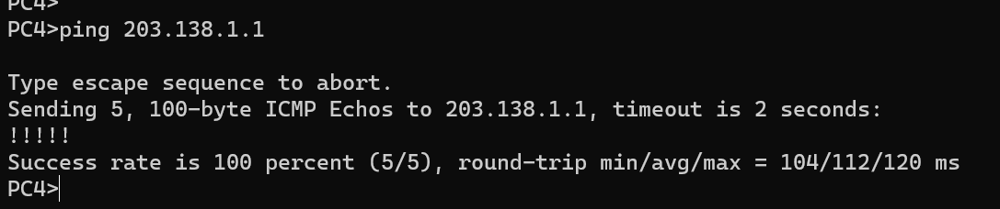 PC4>
PC4>ping 203.138.1.1
Type escape sequence to abort.
Sending 5, 100-byte ICMP Echos to 203.138.1.1, timeout is 2 seconds:
!!!!!
Success rate is 100 percent (5/5), round-trip min/avg/max = 104/112/120 ms
PC4>